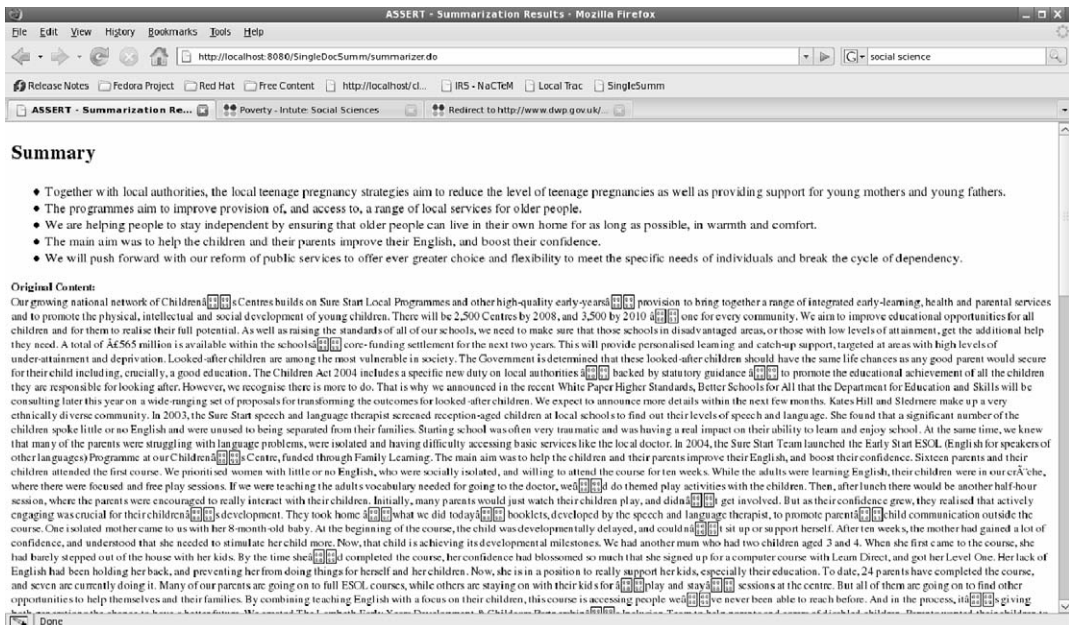 ASSERT - Summarization Results - Mozilla Firefox
File Edit View History Bookmarks Tools Help
http://localhost:8080/SingleDocSumm/summarizer.do
social science
Release Notes Fedora Project Red Hat Free Content http://localhost/cl... IRS - NaCTeM Local Trac SingleSumm
ASSERT - Summarization Re... Poverty - Intute: Social Sciences Redirect to http://www.dwp.gov.uk/...
Summary
Together with local authorities, the local teenage pregnancy strategies aim to reduce the level of teenage pregnancies as well as providing support for young mothers and young fathers.
The programmes aim to improve provision of, and access to, a range of local services for older people.
We are helping people to stay independent by ensuring that older people can live in their own home for as long as possible, in warmth and comfort.
The main aim was to help the children and their parents improve their English, and boost their confidence.
We will push forward with our reform of public services to offer ever greater choice and flexibility to meet the specific needs of individuals and break the cycle of dependency.
Original Content:
Our growing national network of Childrenâs Centres builds on Sure Start Local Programmes and other high-quality early-yearsâ provision to bring together a range of integrated early-learning, health and parental services
and to promote the physical, intellectual and social development of young children. There will be 2,500 Centres by 2008, and 3,500 by 2010 â one for every community. We aim to improve educational opportunities for all
children and for them to realise their full potential. As well as raising the standards of all of our schools, we need to make sure that those schools in disadvantaged areas, or those with low levels of attainment, get the additional help
they need. A total of Â£565 million is available within the schoolsâ core-funding settlement for the next two years. This will provide personalised learning and catch-up support, targeted at areas with high levels of
under-attainment and deprivation. Looked-after children are among the most vulnerable in society. The Government is determined that these looked-after children should have the same life chances as any good parent would secure
for their child including, crucially, a good education. The Children Act 2004 includes a specific new duty on local authorities â backed by statutory guidance â to promote the educational achievement of all the children
they are responsible for looking after. However, we recognise there is more to do. That is why we announced in the recent White Paper Higher Standards, Better Schools for All that the Department for Education and Skills will be
consulting later this year on a wide-ranging set of proposals for transforming the outcomes for looked-after children. We expect to announce more details within the next few months. Kates Hill and Sledmere make up a very
ethnically diverse community. In 2003, the Sure Start speech and language therapist screened reception-aged children at local schools to find out their levels of speech and language. She found that a significant number of the
children spoke little or no English and were unused to being separated from their families. Starting school was often very traumatic and was having a real impact on their ability to learn and enjoy school. At the same time, we knew
that many of the parents were struggling with language problems, were isolated and having difficulty accessing basic services like the local doctor. In 2004, the Sure Start Team launched the Early Start ESOL (English for speakers of
other languages) Programme at our Childrenâs Centre, funded through Family Learning. The main aim was to help the children and their parents improve their English, and boost their confidence. Sixteen parents and their
children attended the first course. We prioritised women with little or no English, who were socially isolated, and willing to attend the course for ten weeks. While the adults were learning English, their children were in our crÃ¨che,
where there were focused and free play sessions. If we were teaching the adults vocabulary needed for going to the doctor, weâd do themed play activities with the children. Then, after lunch there would be another half-hour
session, where the parents were encouraged to really interact with their children. Initially, many parents would just watch their children play, and didnât get involved. But as their confidence grew, they realised that actively
engaging was crucial for their childrenâs development. They took home âwhat we did todayâ booklets, developed by the speech and language therapist, to promote parentâchild communication outside the
course. One isolated mother came to us with her 8-month-old baby. At the beginning of the course, the child was developmentally delayed, and could nât sit up or support herself. After ten weeks, the mother had gained a lot of
confidence, and understood that she needed to stimulate her child more. Now, that child is achieving its developmental milestones. We had another mum who had two children aged 3 and 4. When she first came to the course, she
had barely stepped out of the house with her kids. By the time sheâd completed the course, her confidence had blossomed so much that she signed up for a computer course with Learn Direct, and got her Level One. Her lack of
English had been holding her back, and preventing her from doing things for herself and her children. Now, she is in a position to really support her kids, especially their education. To date, 24 parents have completed the course,
and seven are currently doing it. Many of our parents are going on to full ESOL courses, while others are staying on with their kids for âplay and stayâ sessions at the centre. But all of them are going on to find other
opportunities to help themselves and their families. By combining teaching English with a focus on their children, this course is accessing people weâve never been able to reach before. And in the process, itâs giving
Done